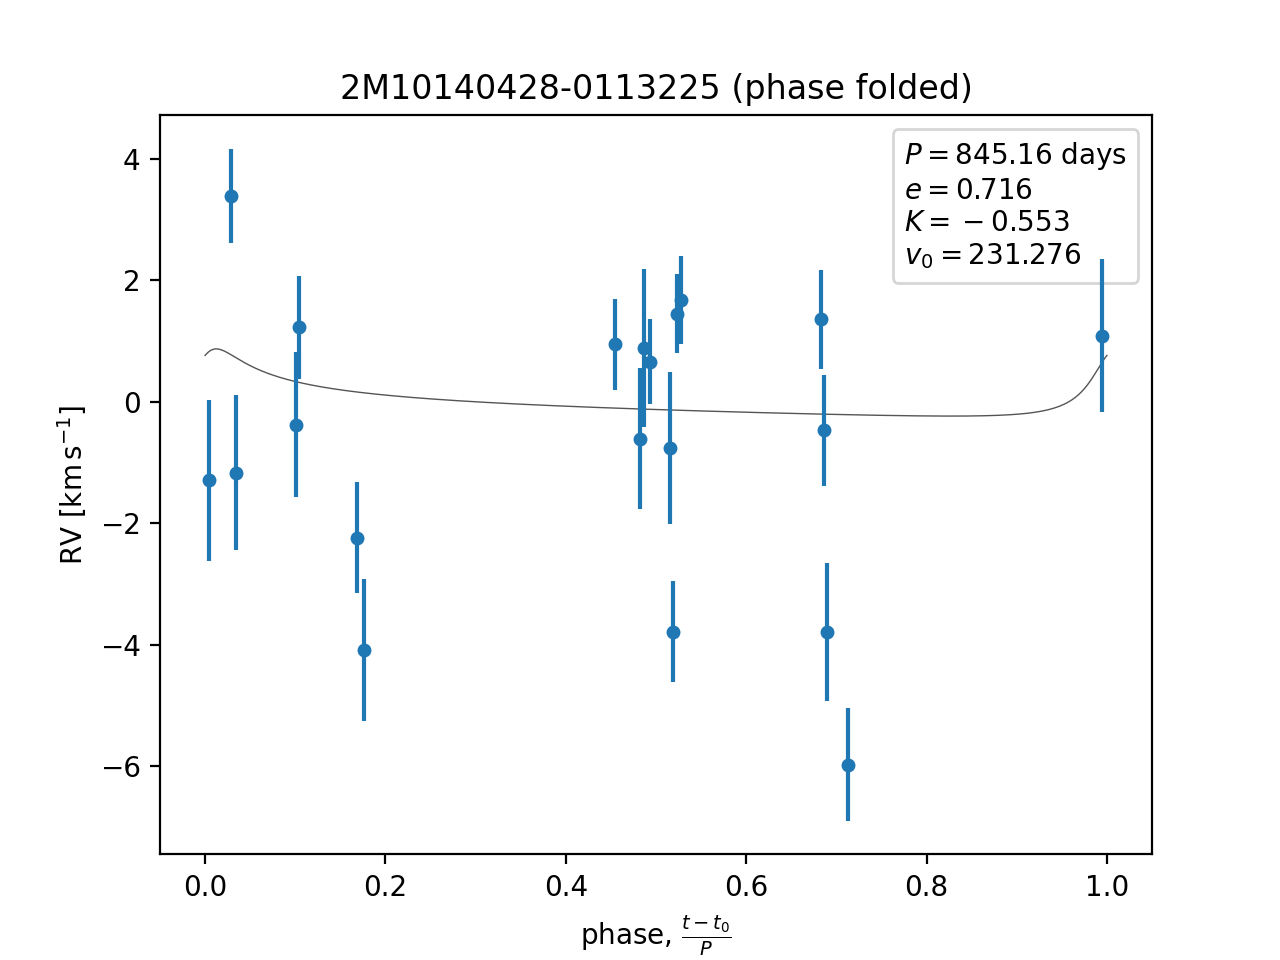 2M10140428-0113225 (phase folded)
P = 845.16 days
e = 0.716
K = −0.553
v₀ = 231.276
4
2
0
−2
−4
−6
RV [km s⁻¹]
0.0 0.2 0.4 0.6 0.8 1.0
phase, (t − t₀)/P